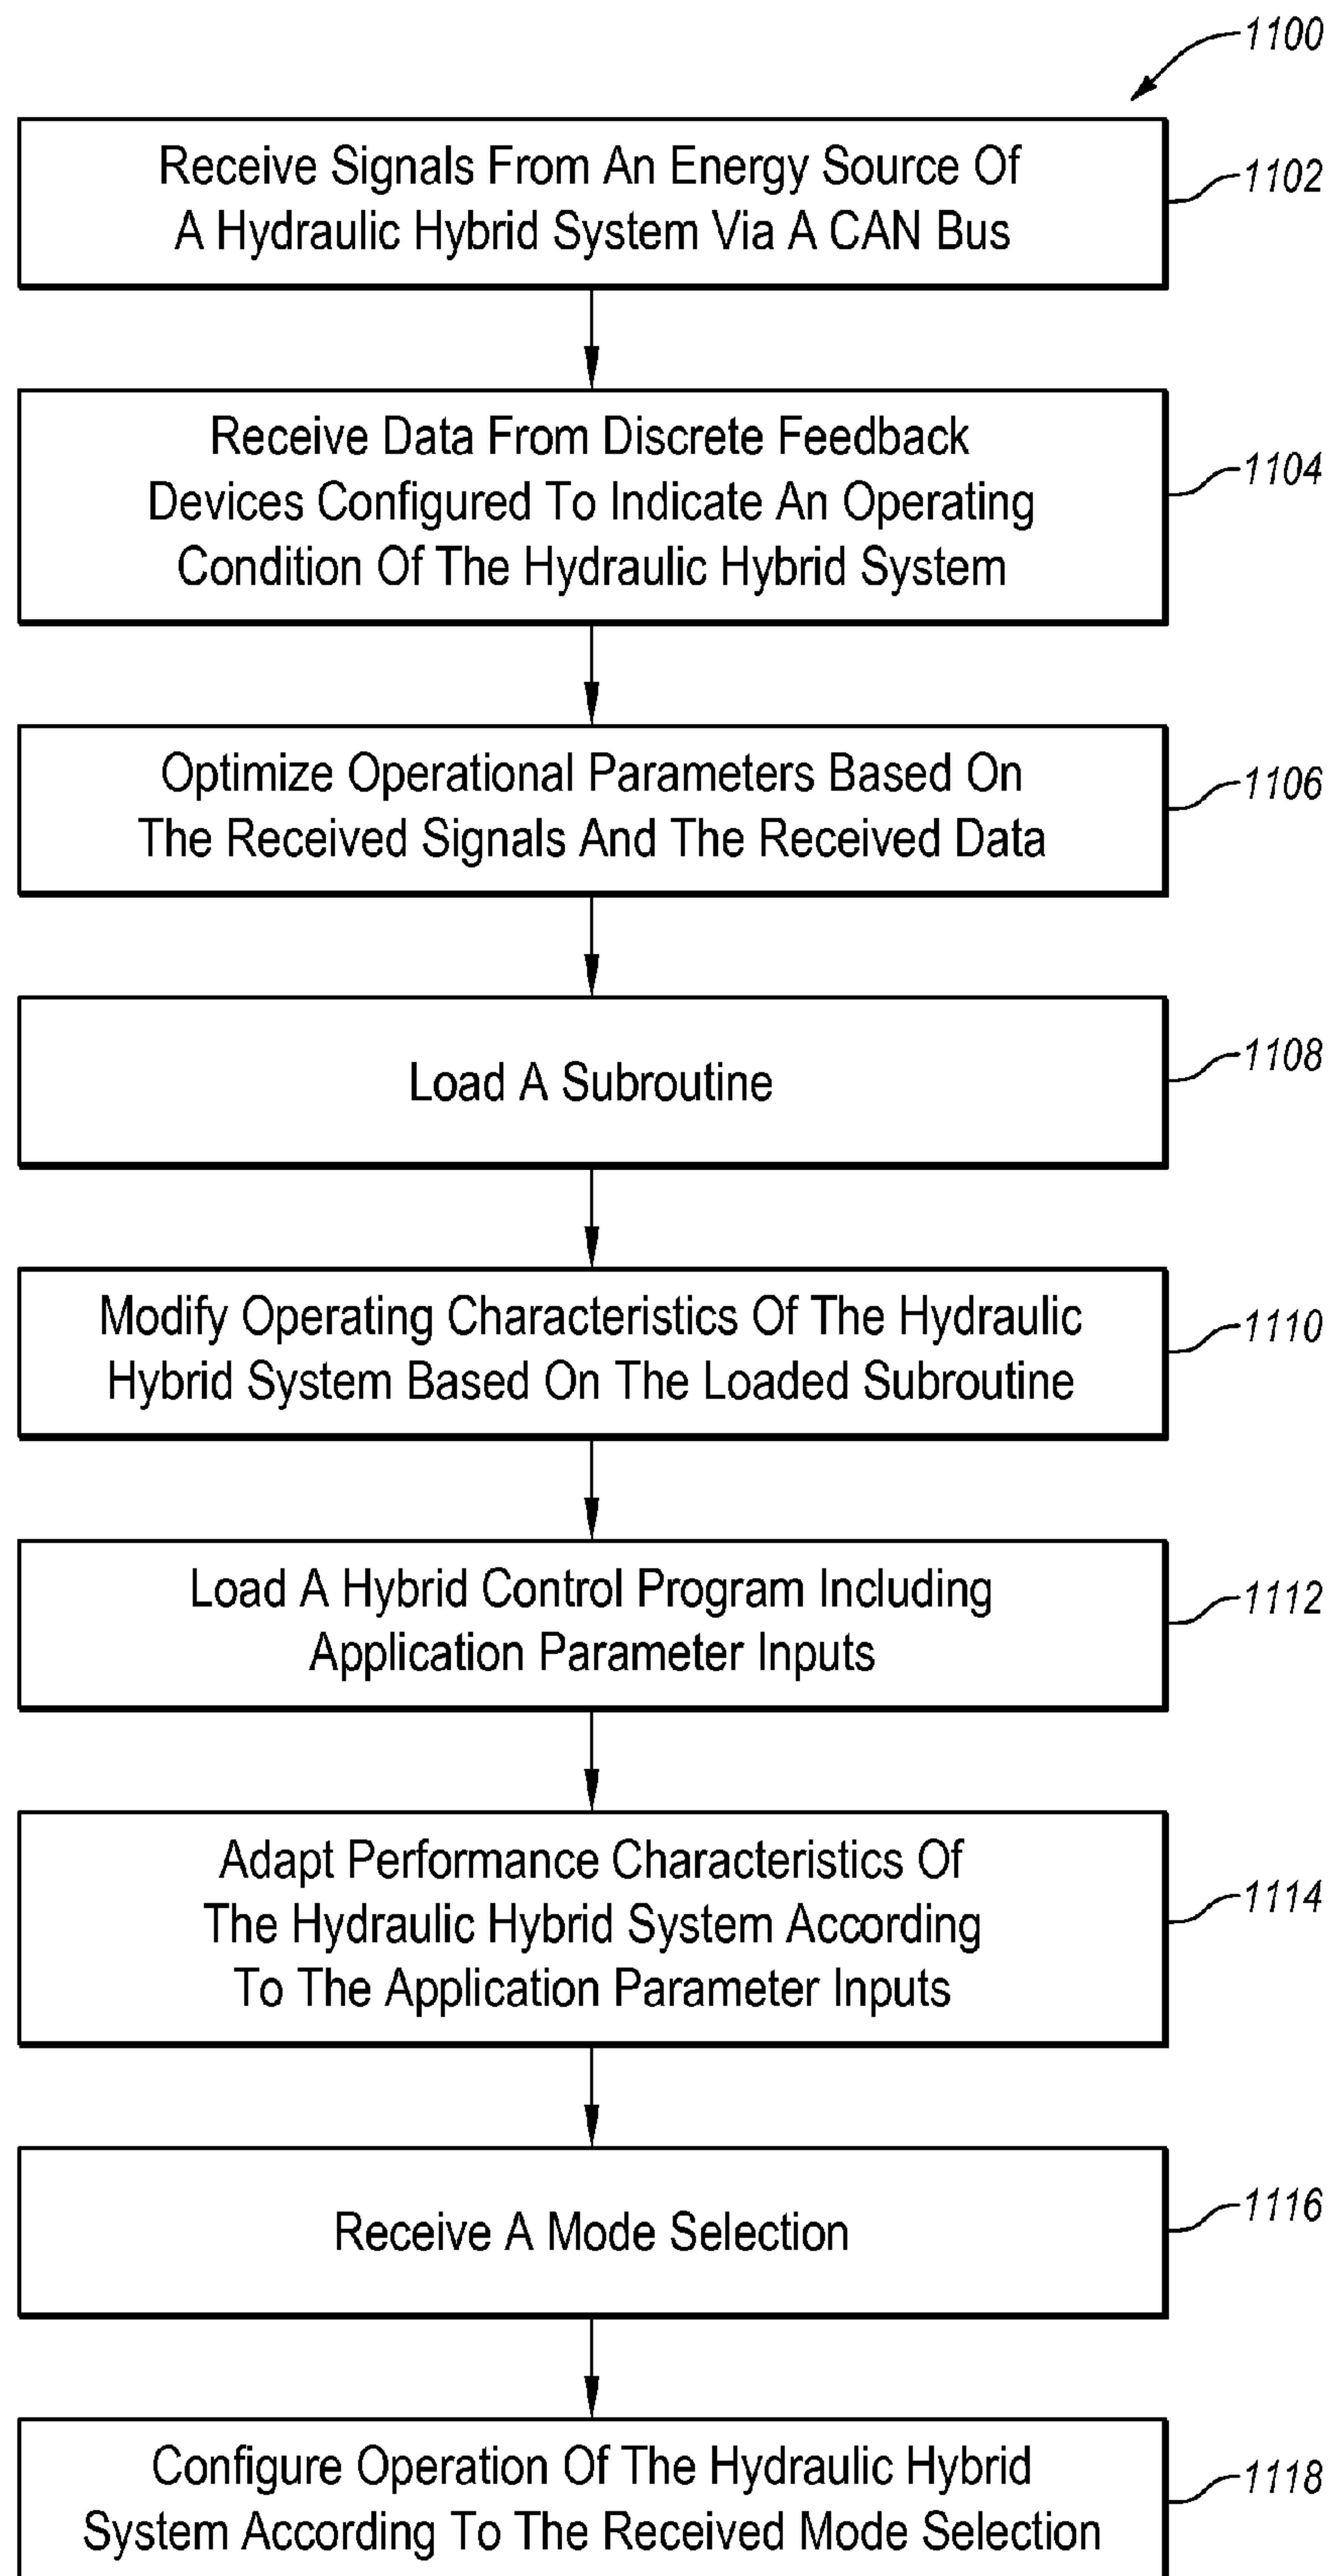 1100
Receive Signals From An Energy Source Of
A Hydraulic Hybrid System Via A CAN Bus
1102
Receive Data From Discrete Feedback
Devices Configured To Indicate An Operating
Condition Of The Hydraulic Hybrid System
1104
Optimize Operational Parameters Based On
The Received Signals And The Received Data
1106
Load A Subroutine
1108
Modify Operating Characteristics Of The Hydraulic
Hybrid System Based On The Loaded Subroutine
1110
Load A Hybrid Control Program Including
Application Parameter Inputs
1112
Adapt Performance Characteristics Of
The Hydraulic Hybrid System According
To The Application Parameter Inputs
1114
Receive A Mode Selection
1116
Configure Operation Of The Hydraulic Hybrid
System According To The Received Mode Selection
1118